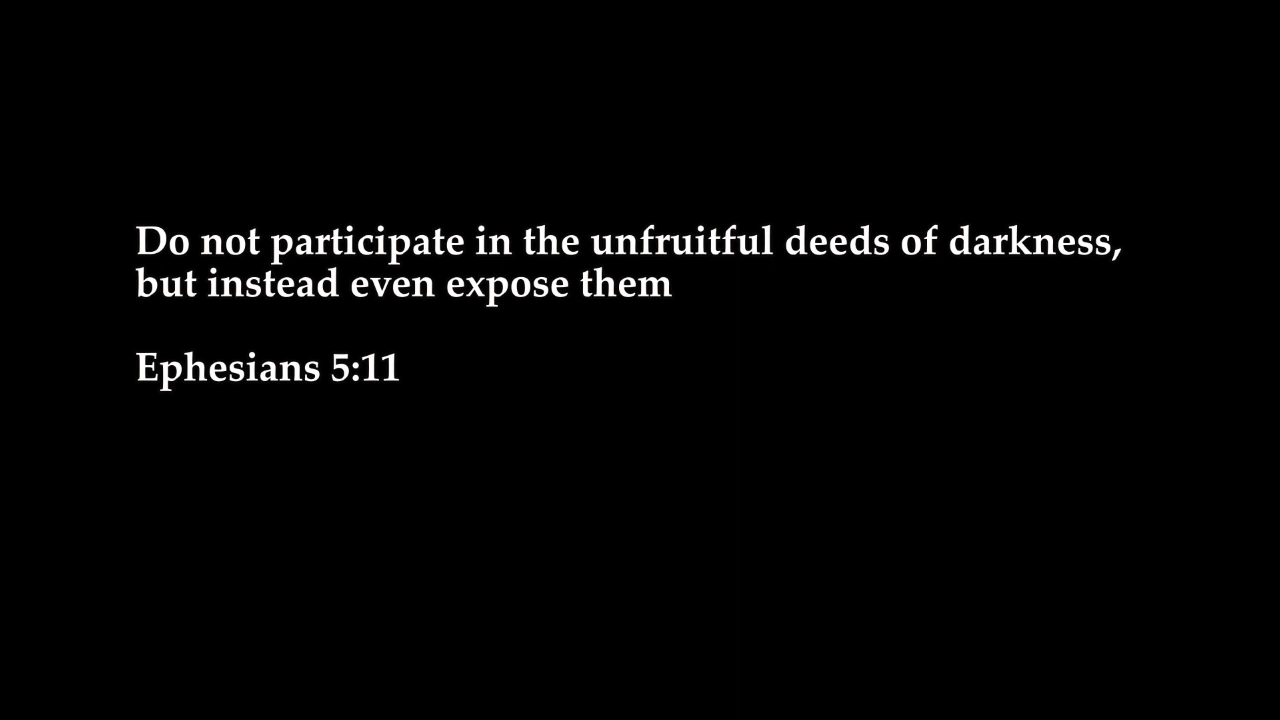 Do not participate in the unfruitful deeds of darkness,
but instead even expose them
Ephesians 5:11